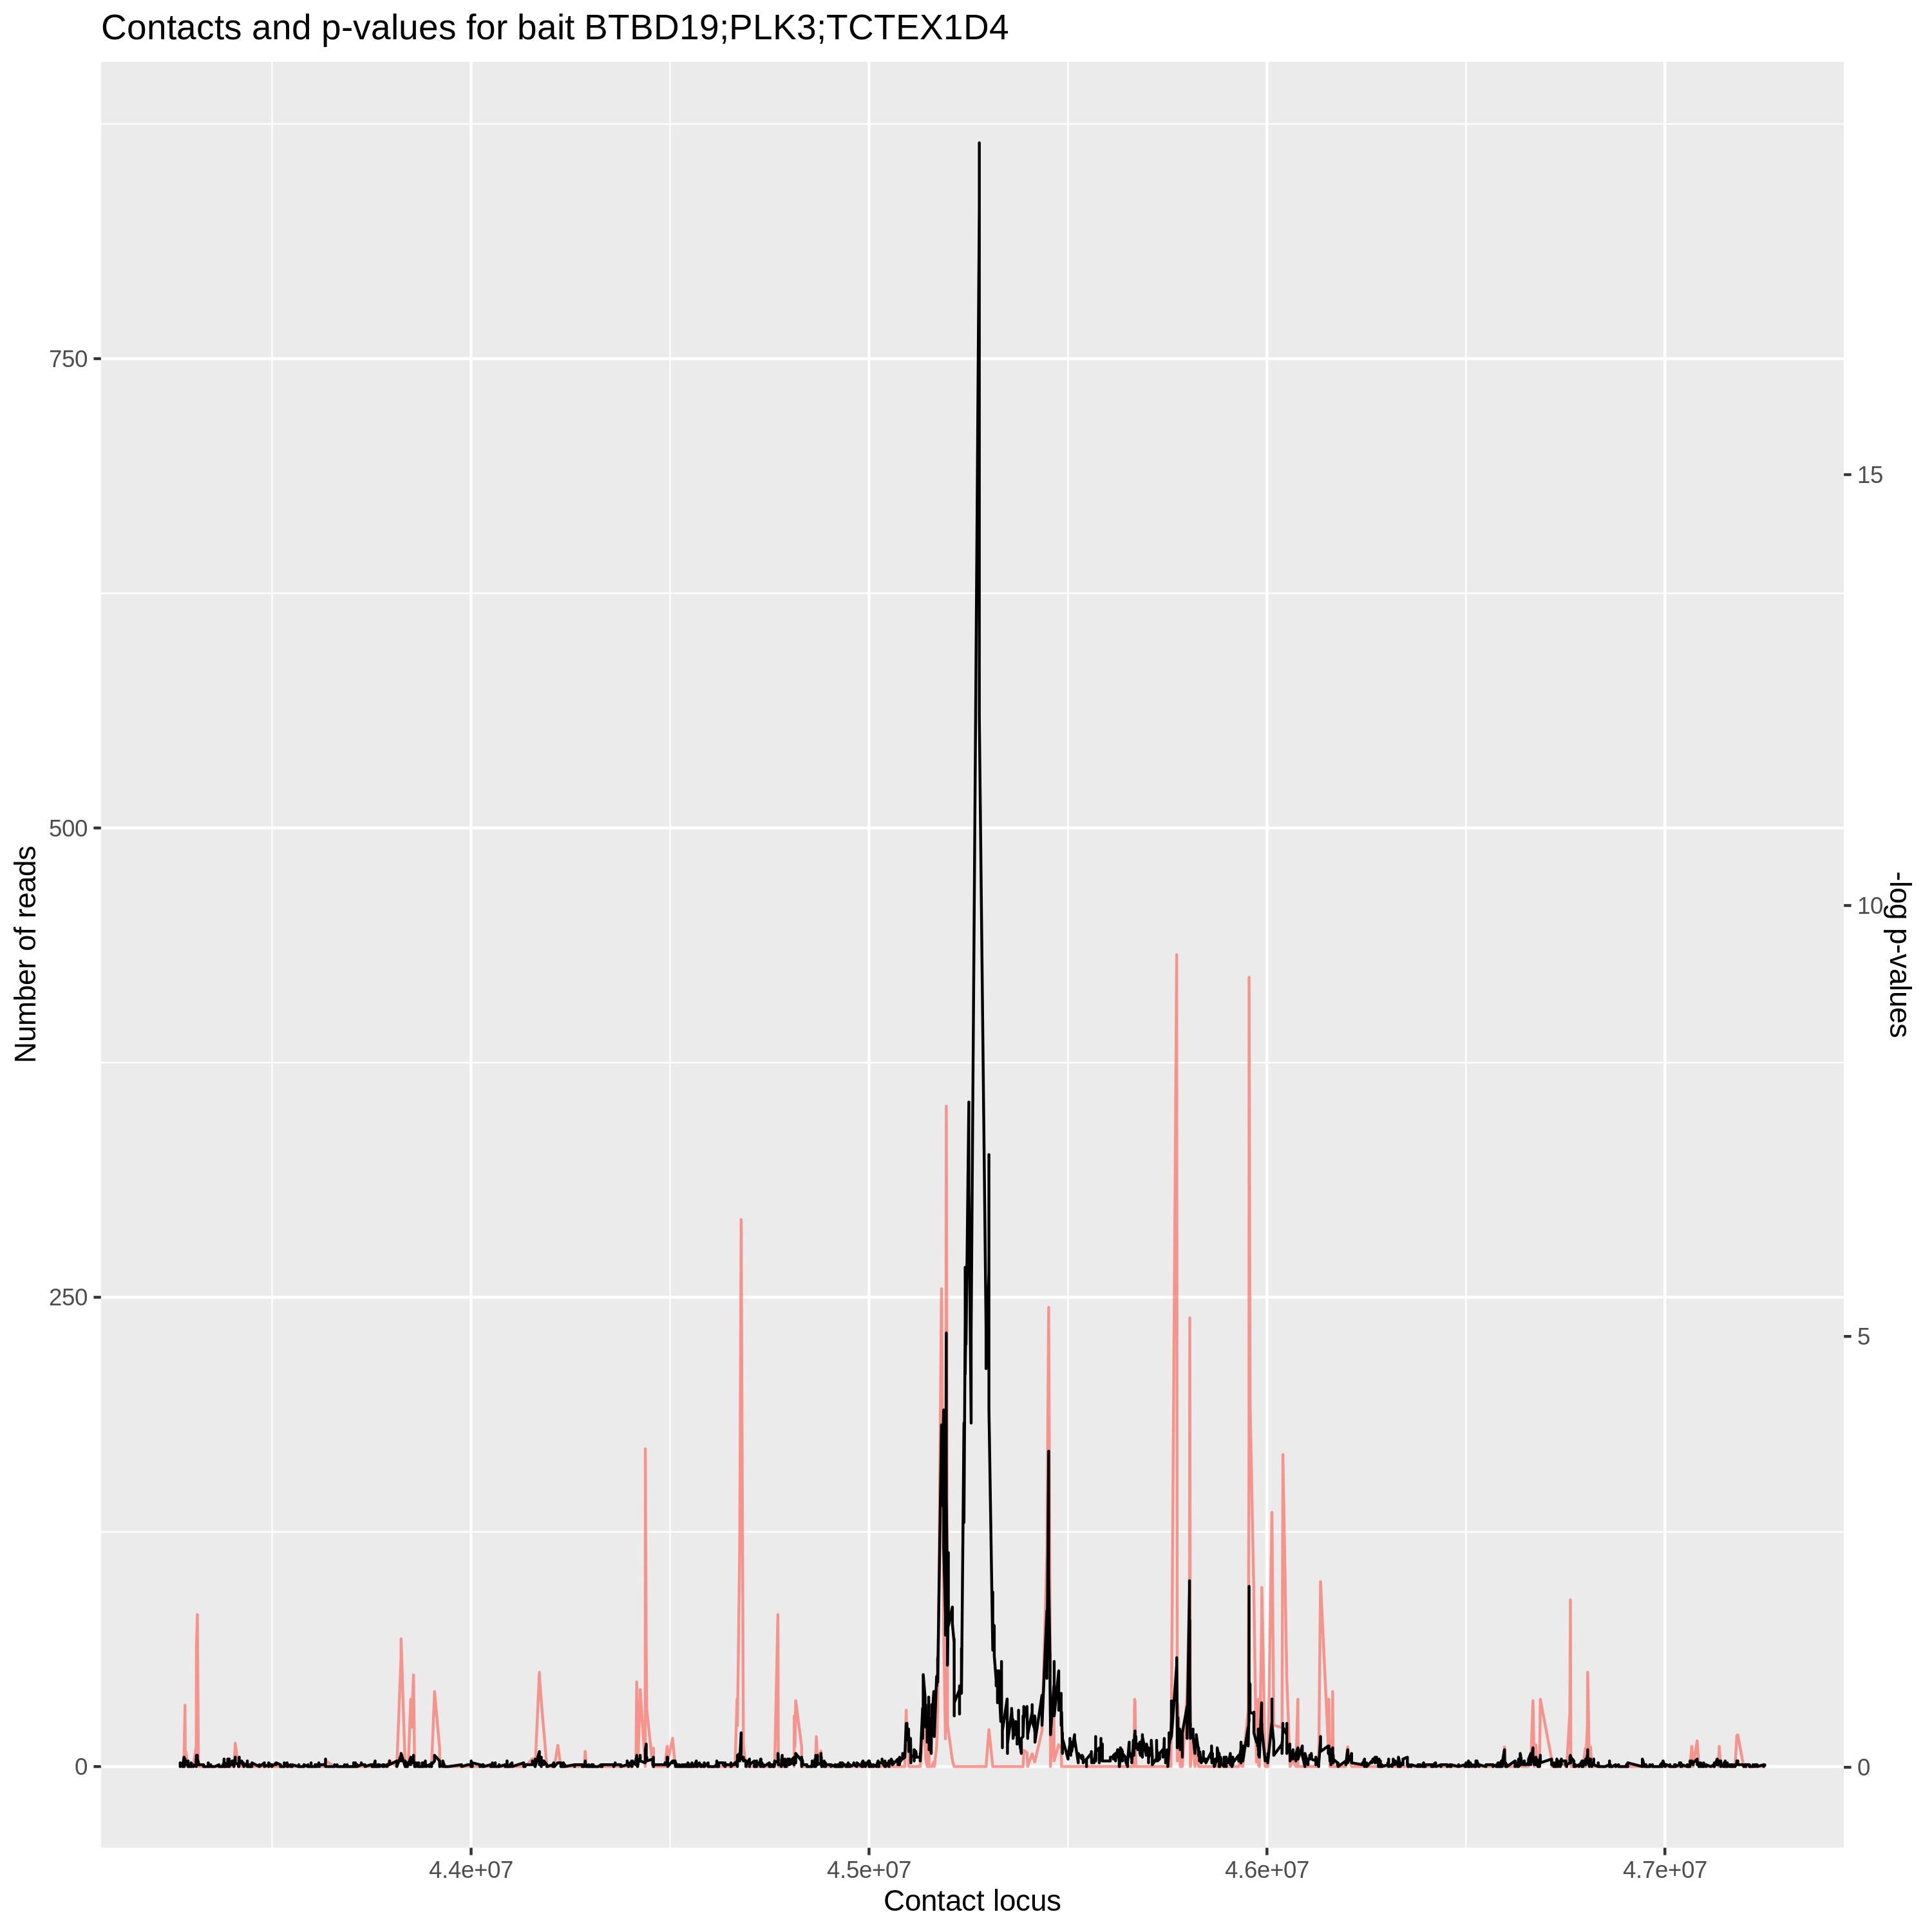 Contacts and p-values for bait BTBD19;PLK3;TCTEX1D4
750
500
250
0
Number of reads
15
10
5
0
-log p-values
4.4e+07
4.5e+07
4.6e+07
4.7e+07
Contact locus